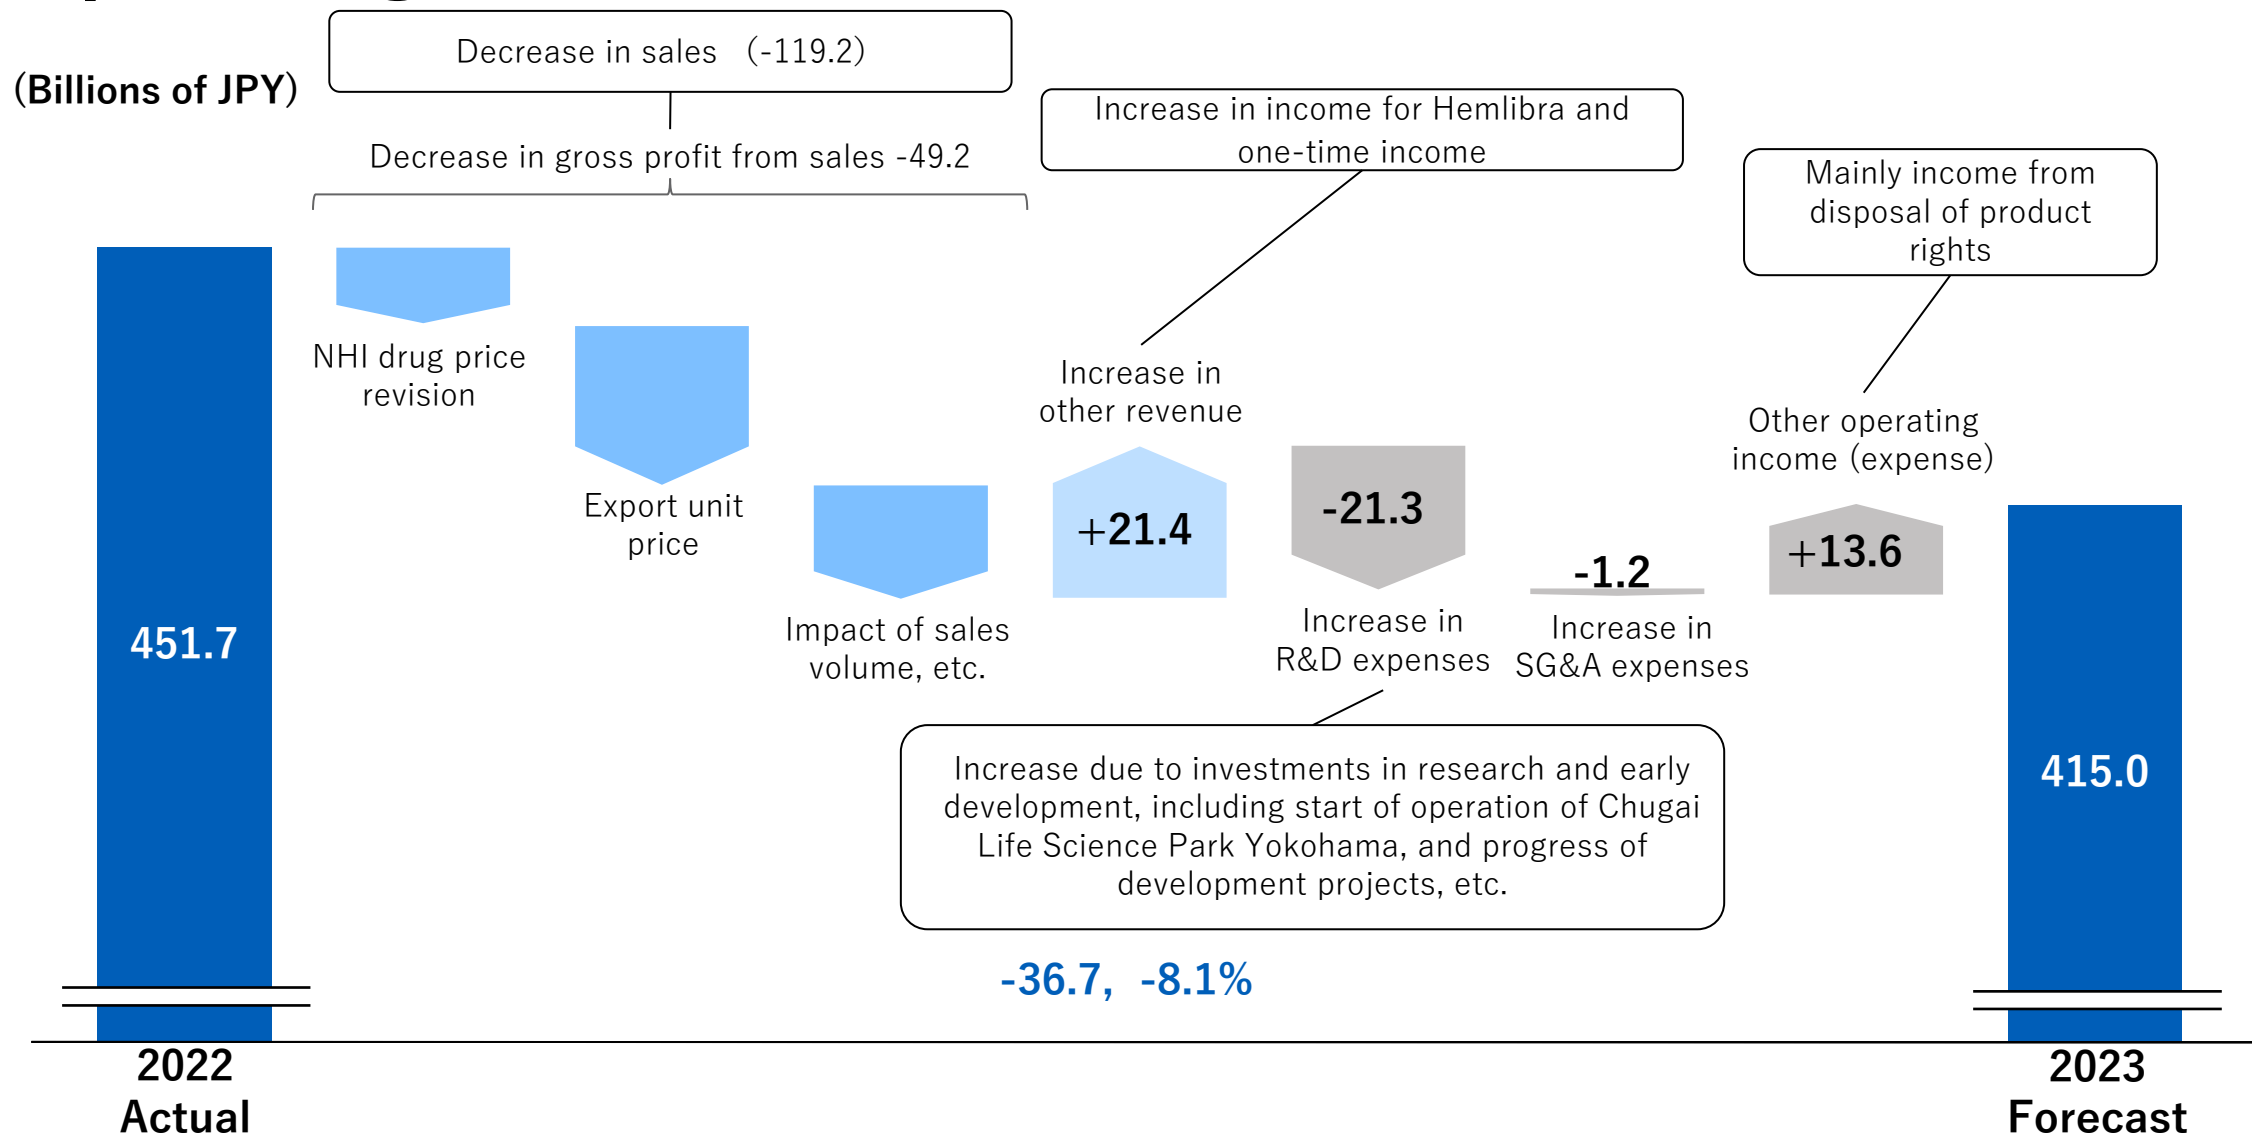 (Billions of JPY)
Decrease in sales （-119.2）
Decrease in gross profit from sales -49.2
Increase in income for Hemlibra and
one-time income
Mainly income from
disposal of product
rights
NHI drug price
revision
Export unit
price
Impact of sales
volume, etc.
Increase in
other revenue
+21.4
-21.3
Increase in
R&D expenses
-1.2
Increase in
SG&A expenses
Other operating
income (expense)
+13.6
451.7
415.0
Increase due to investments in research and early
development, including start of operation of Chugai
Life Science Park Yokohama, and progress of
development projects, etc.
-36.7, -8.1%
2022
Actual
2023
Forecast